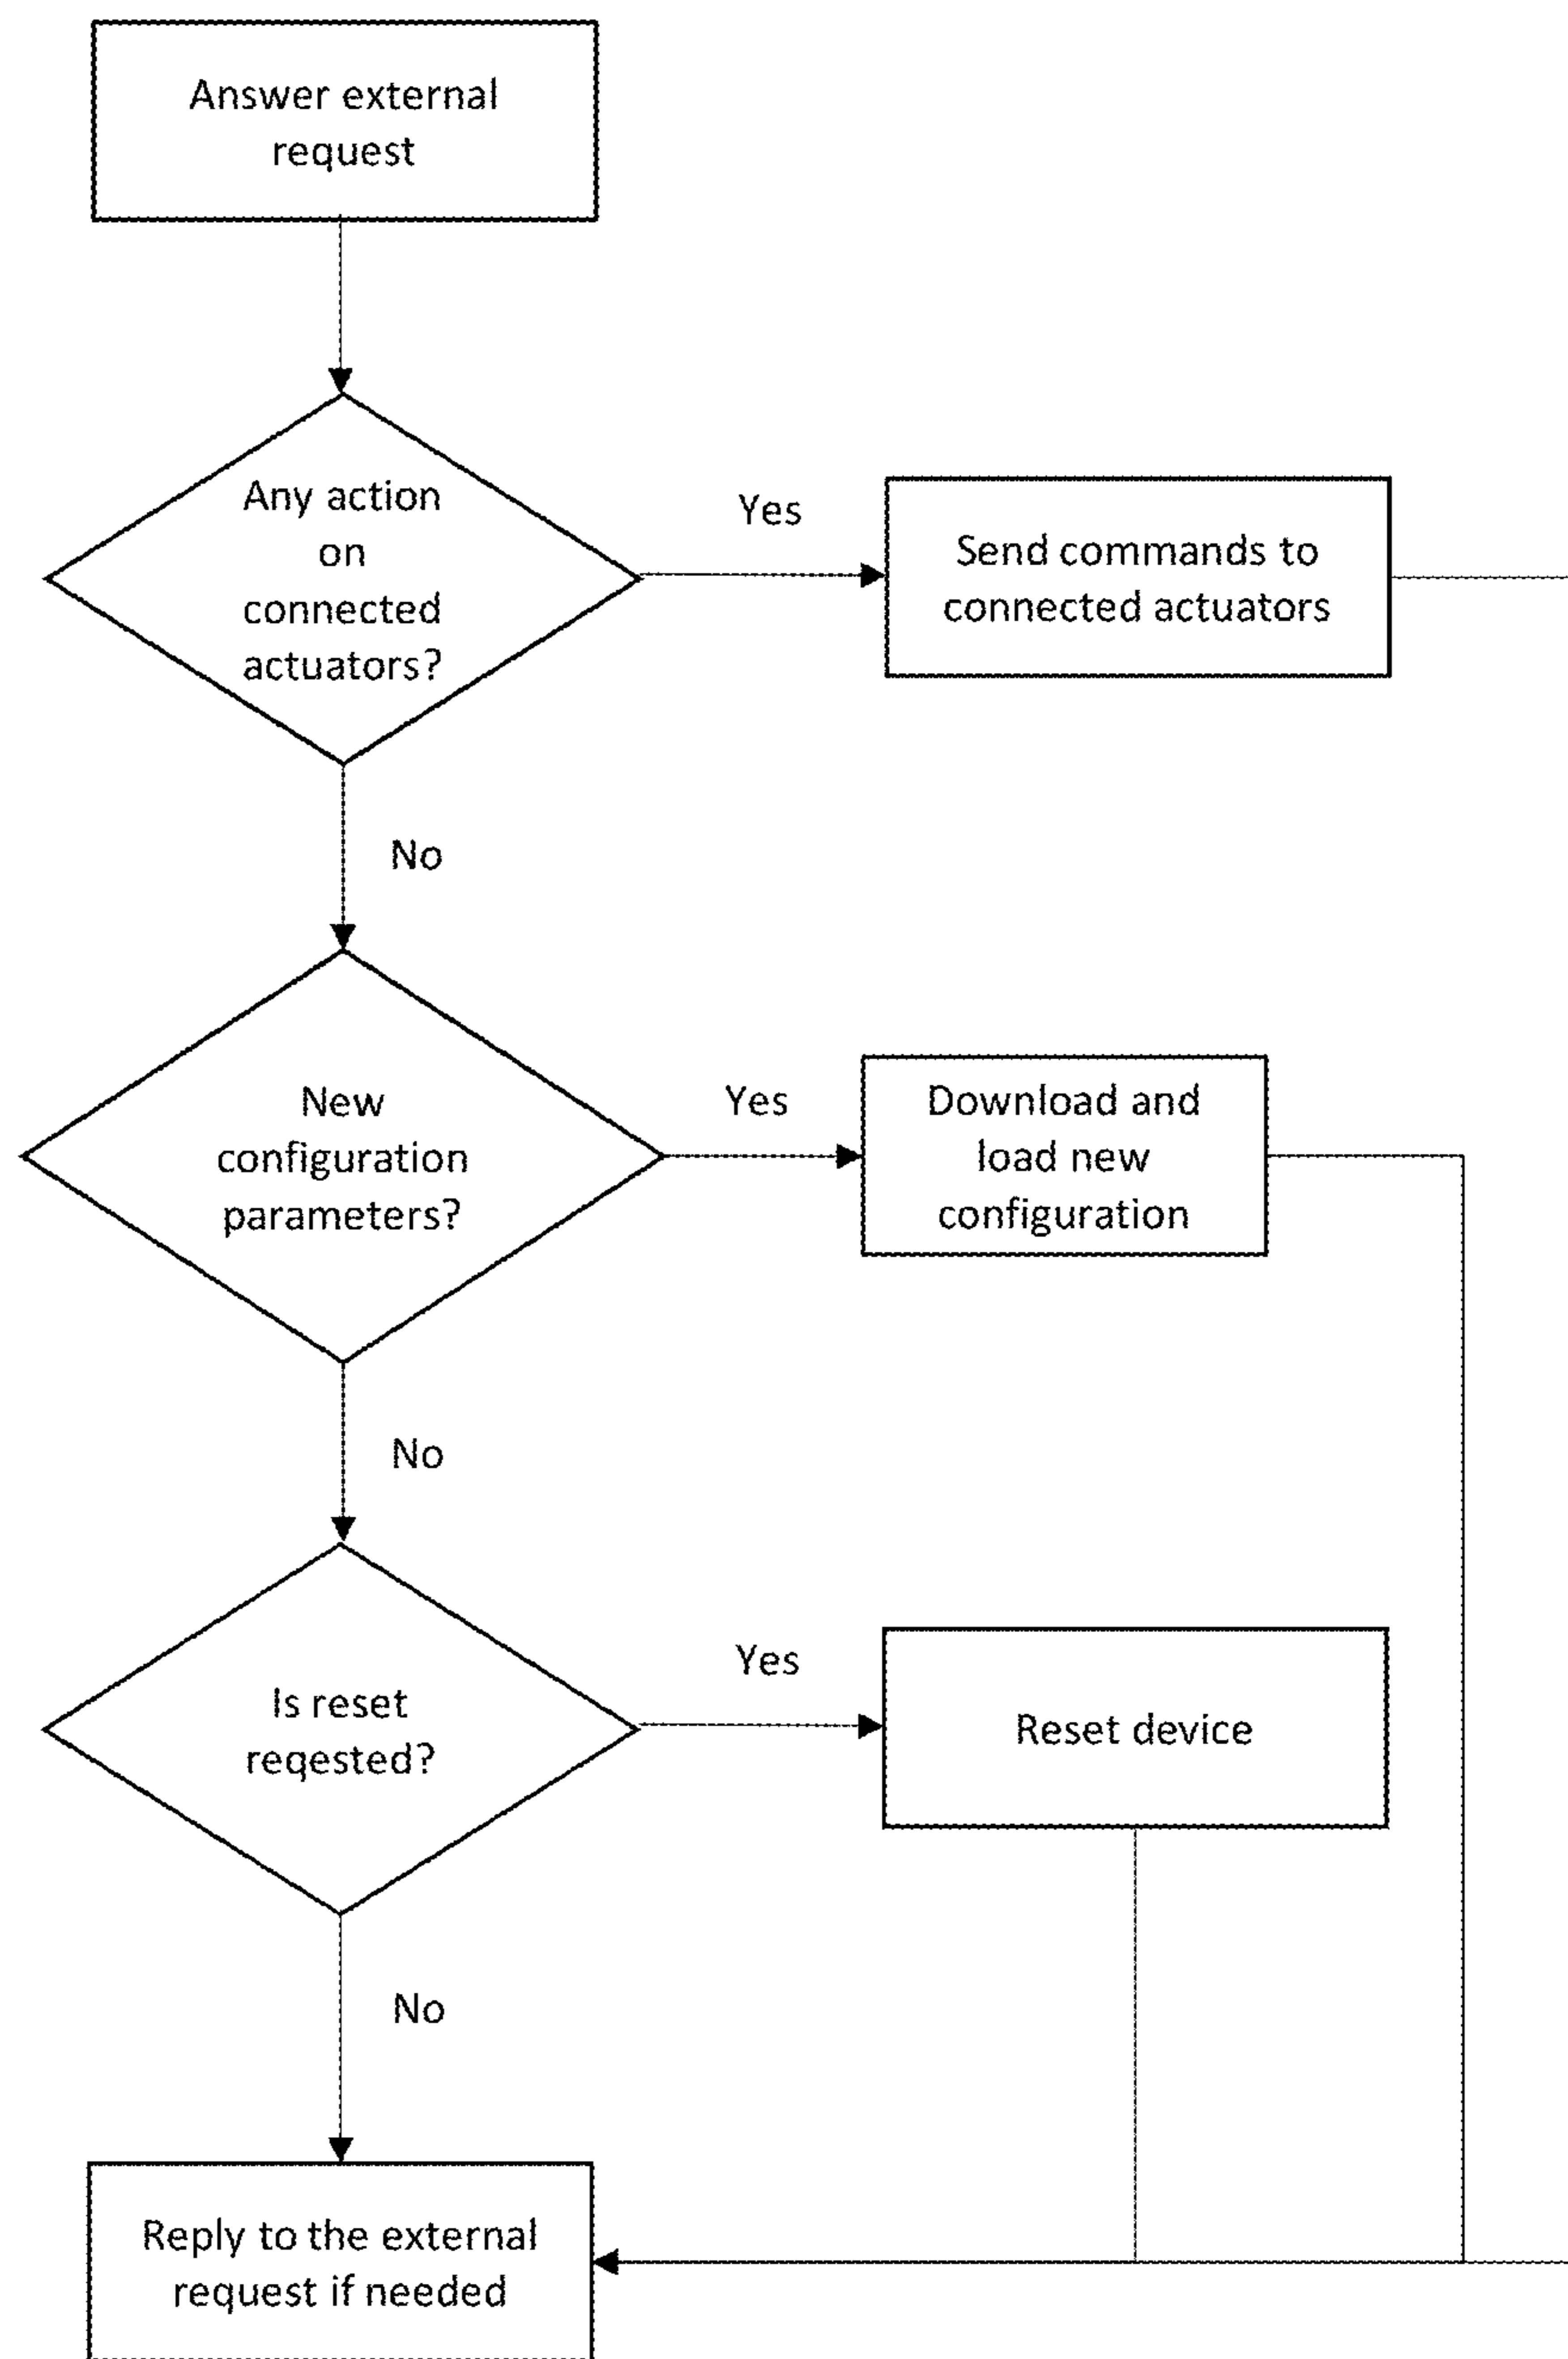 Answer external
request
Any action
on
connected
actuators?
Yes
Send commands to
connected actuators
No
New
configuration
parameters?
Yes
Download and
load new
configuration
No
Is reset
reqested?
Yes
Reset device
No
Reply to the external
request if needed